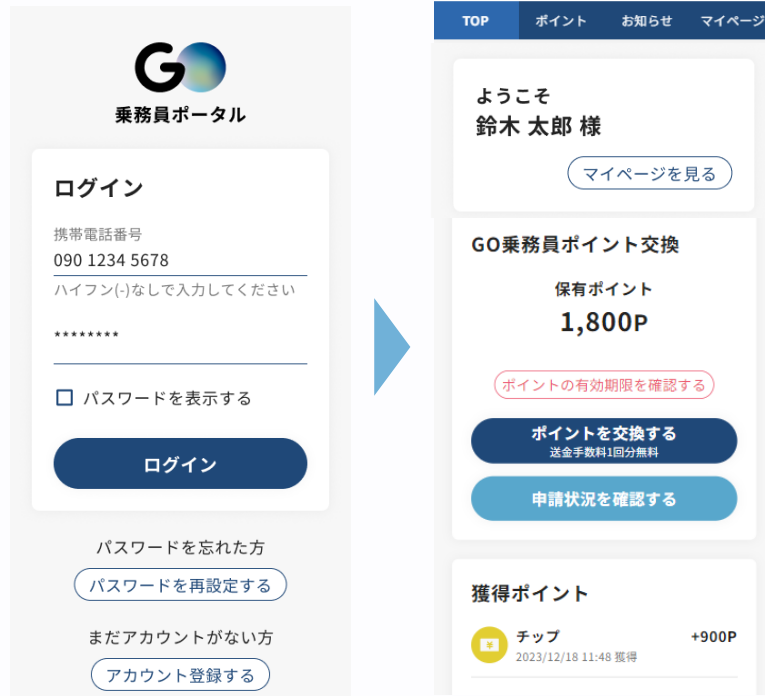 GO
乗務員ポータル
ログイン
携帯電話番号
090 1234 5678
ハイフン(-)なしで入力してください
********
パスワードを表示する
ログイン
パスワードを忘れた方
パスワードを再設定する
まだアカウントがない方
アカウント登録する
TOP ポイント お知らせ マイページ
ようこそ
鈴木 太郎 様
マイページを見る
GO乗務員ポイント交換
保有ポイント
1,800P
ポイントの有効期限を確認する
ポイントを交換する
送金手数料1回分無料
申請状況を確認する
獲得ポイント
チップ +900P
2023/12/18 11:48 獲得